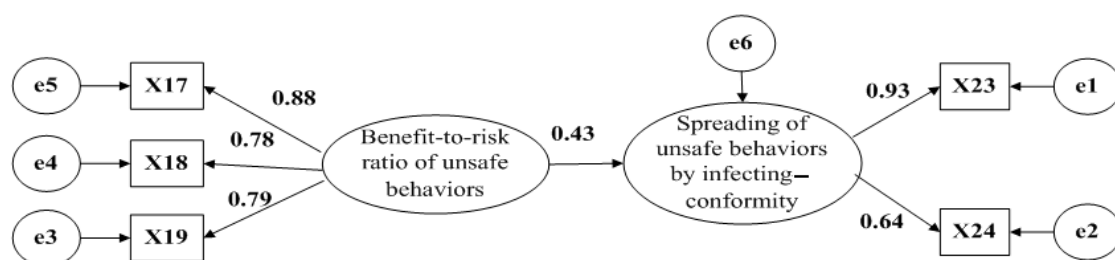 e6
e5
X17
0.88
0.93
X23
e1
0.78
e4
X18
Benefit-to-risk
ratio of unsafe
behaviors
0.43
Spreading of
unsafe behaviors
by infecting–
conformity
0.79
e3
X19
0.64
X24
e2